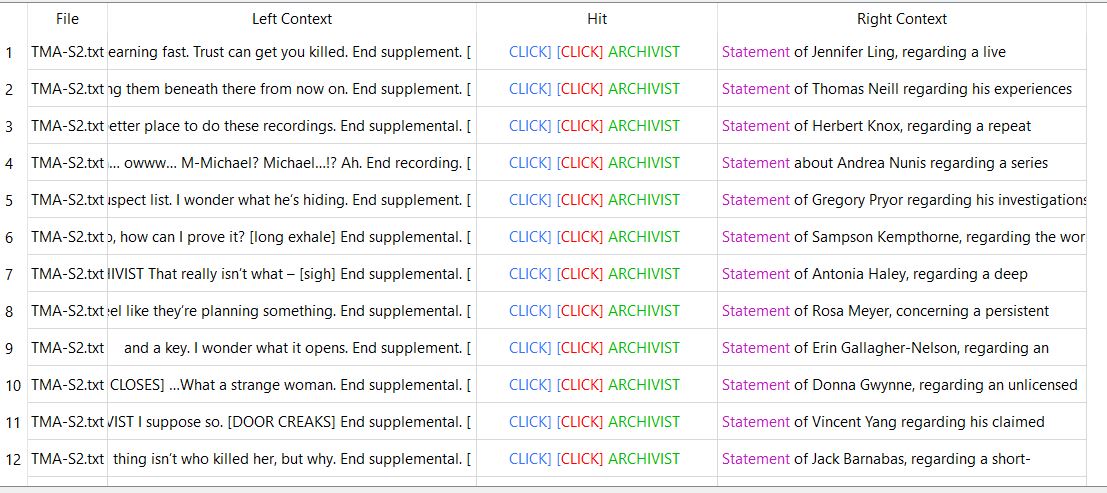 File Left Context Hit Right Context
1 TMA-S2.txt earning fast. Trust can get you killed. End supplement. [ CLICK] [CLICK] ARCHIVIST Statement of Jennifer Ling, regarding a live
2 TMA-S2.txt ng them beneath there from now on. End supplement. [ CLICK] [CLICK] ARCHIVIST Statement of Thomas Neill regarding his experiences
3 TMA-S2.txt etter place to do these recordings. End supplemental. [ CLICK] [CLICK] ARCHIVIST Statement of Herbert Knox, regarding a repeat
4 TMA-S2.txt ... owww... M-Michael? Michael...!? Ah. End recording. [ CLICK] [CLICK] ARCHIVIST Statement about Andrea Nunis regarding a series
5 TMA-S2.txt uspect list. I wonder what he’s hiding. End supplement. [ CLICK] [CLICK] ARCHIVIST Statement of Gregory Pryor regarding his investigations
6 TMA-S2.txt o, how can I prove it? [long exhale] End supplemental. [ CLICK] [CLICK] ARCHIVIST Statement of Sampson Kempthorne, regarding the wor
7 TMA-S2.txt HIVIST That really isn’t what – [sigh] End supplemental. [ CLICK] [CLICK] ARCHIVIST Statement of Antonia Haley, regarding a deep
8 TMA-S2.txt eel like they’re planning something. End supplemental. [ CLICK] [CLICK] ARCHIVIST Statement of Rosa Meyer, concerning a persistent
9 TMA-S2.txt and a key. I wonder what it opens. End supplement. [ CLICK] [CLICK] ARCHIVIST Statement of Erin Gallagher-Nelson, regarding an
10 TMA-S2.txt CLOSES] ...What a strange woman. End supplement. [ CLICK] [CLICK] ARCHIVIST Statement of Donna Gwynne, regarding an unlicensed
11 TMA-S2.txt VIST I suppose so. [DOOR CREAKS] End supplement. [ CLICK] [CLICK] ARCHIVIST Statement of Vincent Yang regarding his claimed
12 TMA-S2.txt thing isn’t who killed her, but why. End supplement. [ CLICK] [CLICK] ARCHIVIST Statement of Jack Barnabas, regarding a short-